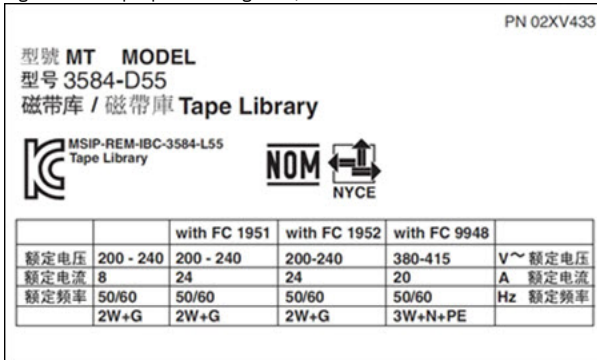 PN 02XV433
型號 MT MODEL
型号 3584-D55
磁带库 / 磁帶庫 Tape Library
MSIP-REM-IBC-3584-L55
Tape Library
NOM
NYCE
with FC 1951 with FC 1952 with FC 9948
额定电压 200 - 240 200 - 240 200-240 380-415 V~ 额定电压
额定电流 8 24 24 20 A 额定电流
额定频率 50/60 50/60 50/60 50/60 Hz 额定频率
2W+G 2W+G 2W+G 3W+N+PE